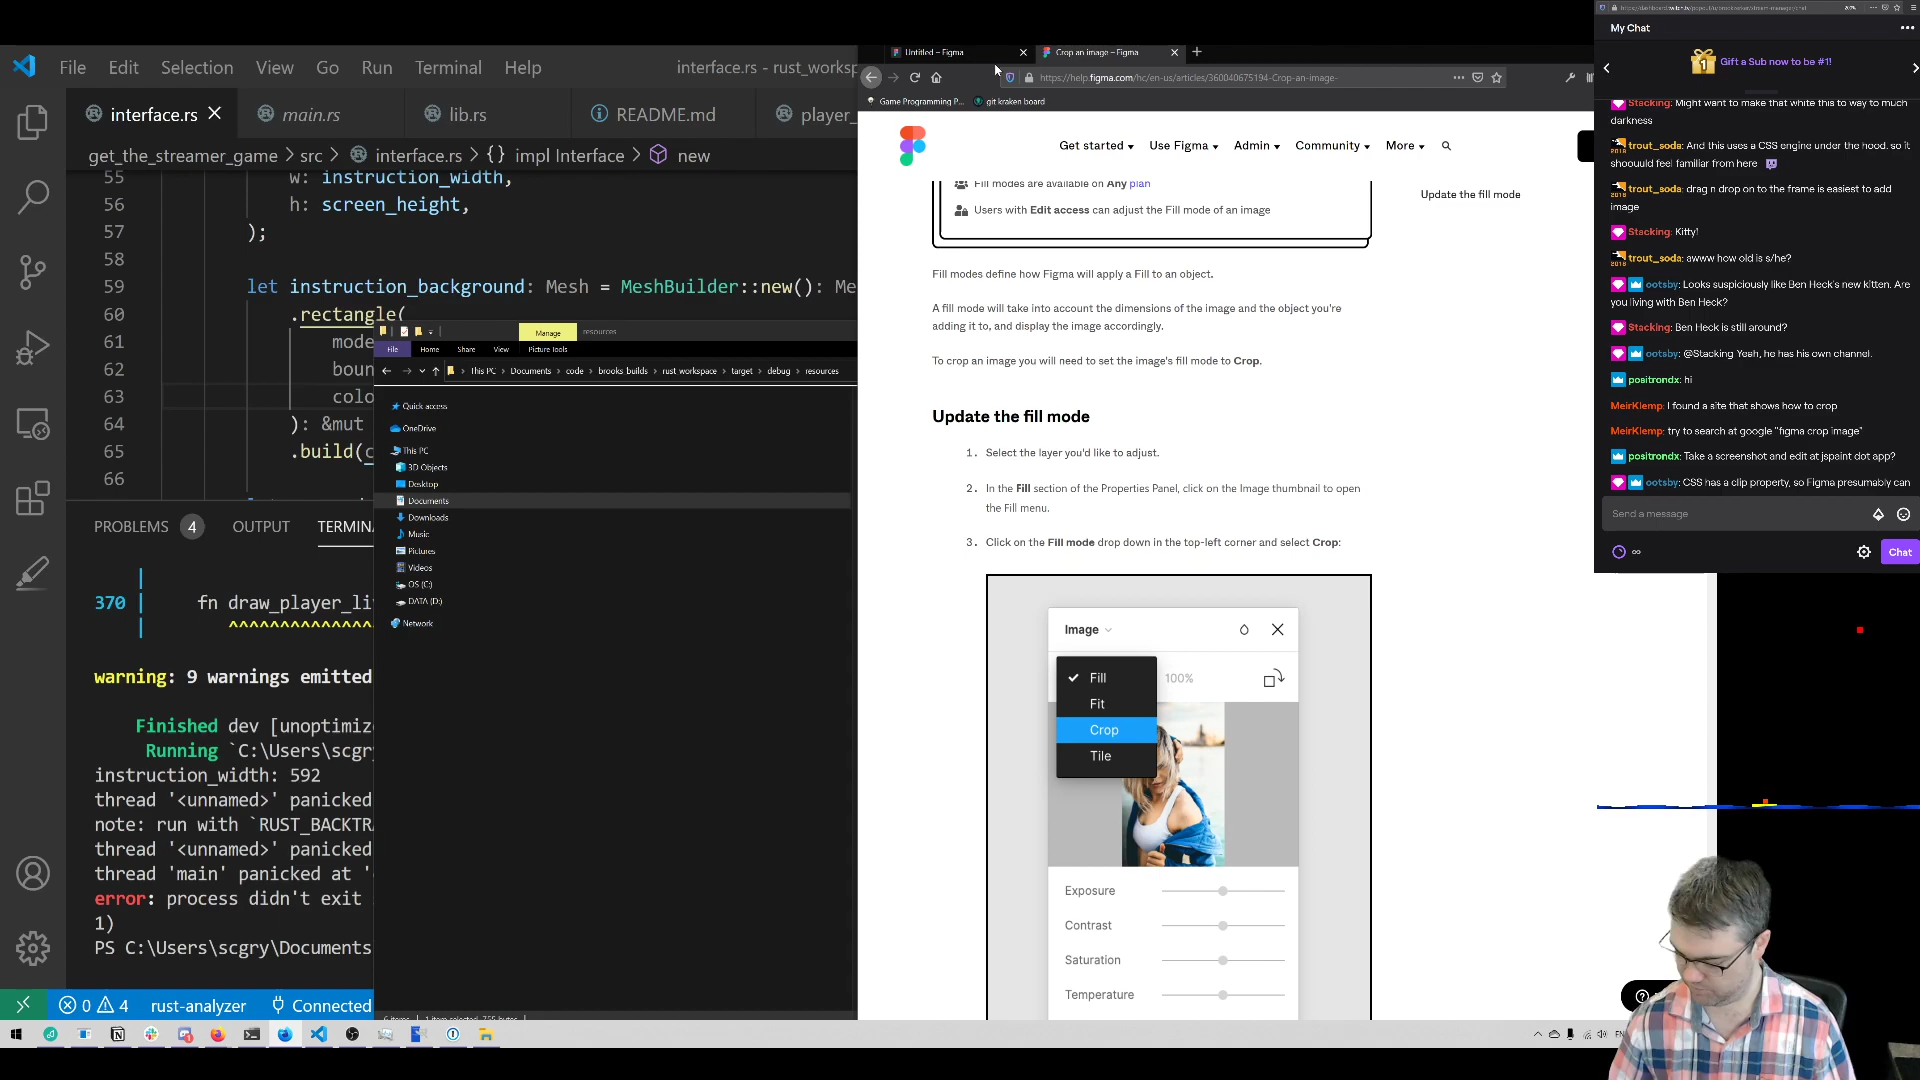 File Edit Selection View Go Run Terminal Help
interface.rs - rust_worksp
interface.rs
main.rs
lib.rs
README.md
player_
get_the_streamer_game > src > interface.rs > {} impl Interface > new
55 w: instruction_width,
56 h: screen_height,
57 );
58
59 let instruction_background: Mesh = MeshBuilder::new(): Me
60 .rectangle(
61 mode
62 boun
63 colo
64 ): &mut
65 .build(c
66
PROBLEMS 4 OUTPUT TERMIN
370 | fn draw_player_li
^^^^^^^^^^^^^^
warning: 9 warnings emitted
Finished dev [unoptimiz
Running `C:\Users\scgry
instruction_width: 592
thread '<unnamed>' panicked
note: run with `RUST_BACKTRA
thread '<unnamed>' panicked
thread 'main' panicked at '
error: process didn't exit
1)
PS C:\Users\scgry\Documents
0 4 rust-analyzer Connected
Manage
resources
File Home Share View Picture Tools
This PC > Documents > code > brooks builds > rust workspace > target > debug > resources
Quick access
OneDrive
This PC
3D Objects
Desktop
Documents
Downloads
Music
Pictures
Videos
OS (C:)
DATA (D:)
Network
Untitled – Figma
Crop an image – Figma
https://help.figma.com/hc/en-us/articles/360040675194-Crop-an-image-
Game Programming P...
git kraken board
Get started
Use Figma
Admin
Community
More
Fill modes are available on Any plan
Users with Edit access can adjust the Fill mode of an image
Update the fill mode
Fill modes define how Figma will apply a Fill to an object.
A fill mode will take into account the dimensions of the image and the object you're
adding it to, and display the image accordingly.
To crop an image you will need to set the image's fill mode to Crop.
Update the fill mode
1. Select the layer you'd like to adjust.
2. In the Fill section of the Properties Panel, click on the Image thumbnail to open
the Fill menu.
3. Click on the Fill mode drop down in the top-left corner and select Crop:
Image
Fill
100%
Fit
Crop
Tile
Exposure
Contrast
Saturation
Temperature
My Chat
1
Gift a Sub now to be #1!
Stacking: Might want to make that white this to way to much
darkness
trout_soda: And this uses a CSS engine under the hood. so it
shoouuld feel familiar from here
trout_soda: drag n drop on to the frame is easiest to add
image
Stacking: Kitty!
trout_soda: awww how old is s/he?
ootsby: Looks suspiciously like Ben Heck's new kitten. Are
you living with Ben Heck?
Stacking: Ben Heck is still around?
ootsby: @Stacking Yeah, he has his own channel.
positrondx: hi
MeirKlemp: I found a site that shows how to crop
MeirKlemp: try to search at google "figma crop image"
positrondx: Take a screenshot and edit at jspaint dot app?
ootsby: CSS has a clip property, so Figma presumably can
Send a message
∞
Chat